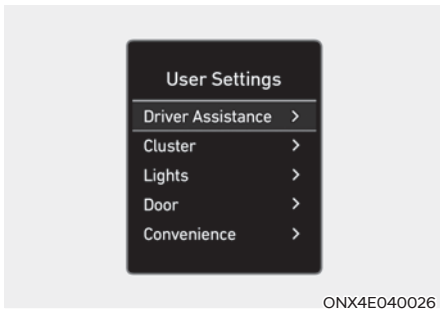 User Settings
Driver Assistance >
Cluster >
Lights >
Door >
Convenience >
ONX4E040026